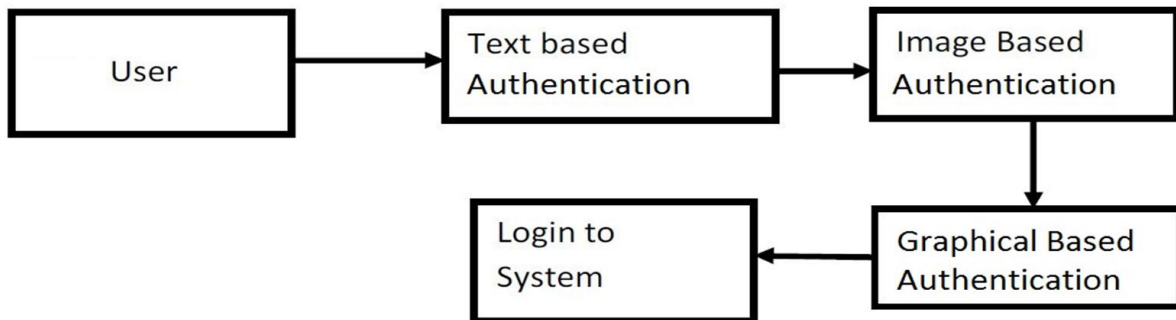 User
Text based
Authentication
Image Based
Authentication
Graphical Based
Authentication
Login to
System